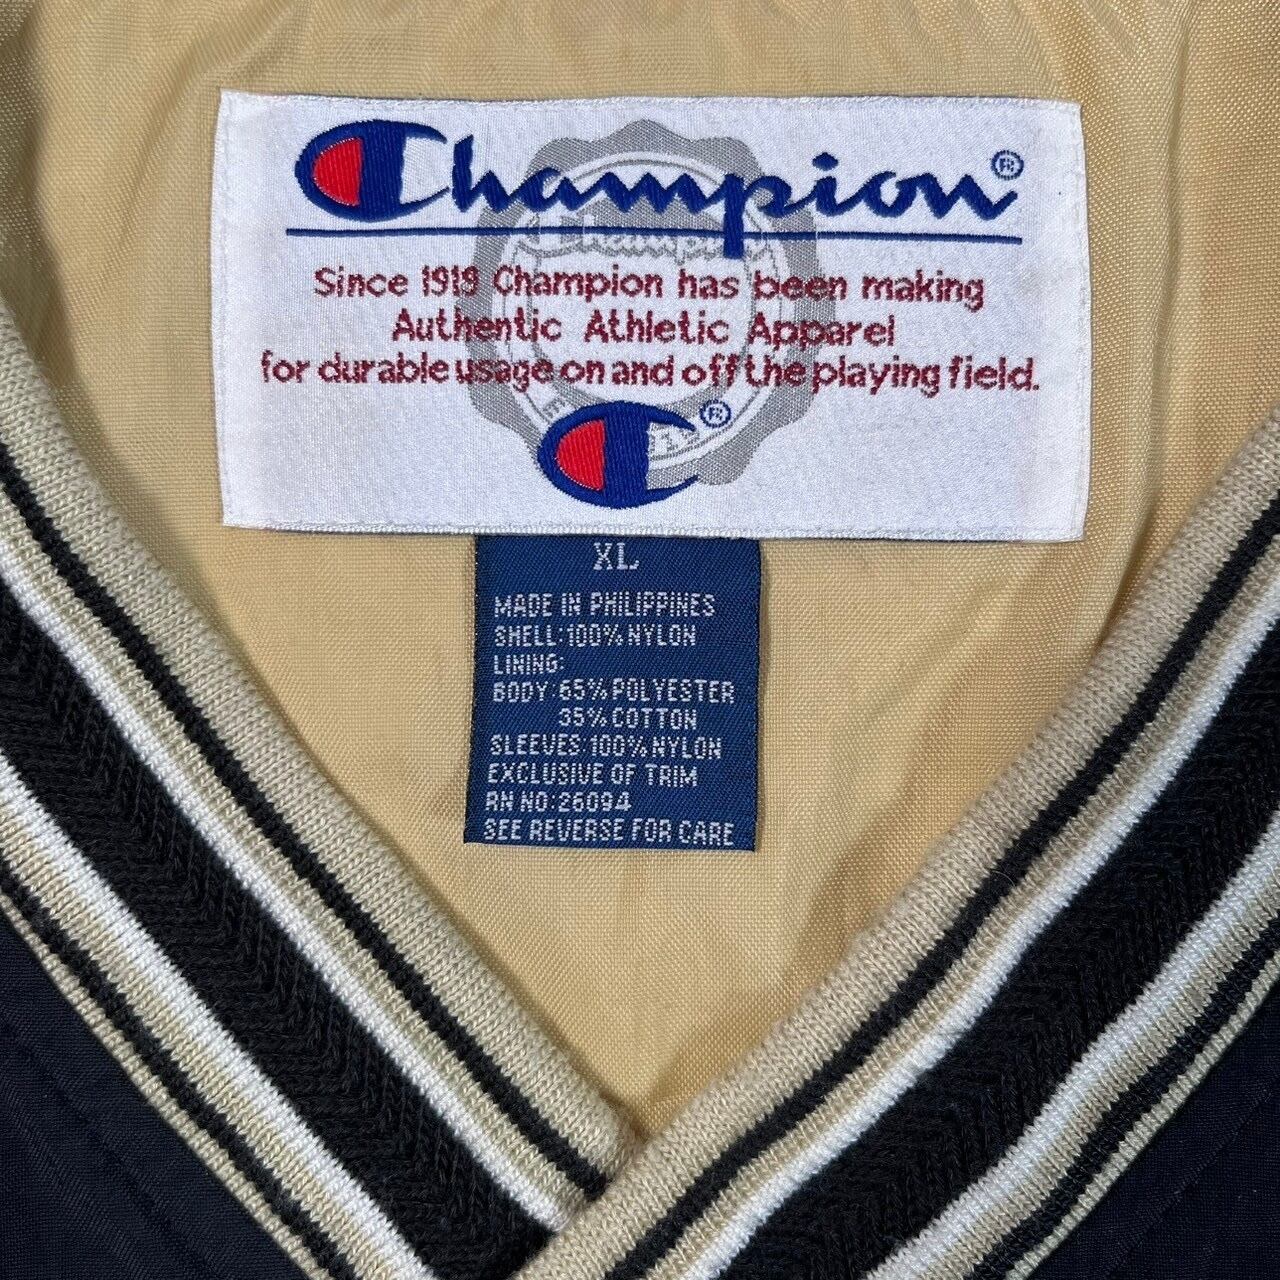 Champion®
Since 1919 Champion has been making
Authentic Athletic Apparel
for durable usage on and off the playing field.
Champion
®
XL
MADE IN PHILIPPINES
SHELL: 100% NYLON
LINING:
BODY: 65% POLYESTER
35% COTTON
SLEEVES: 100% NYLON
EXCLUSIVE OF TRIM
RN NO: 26094
SEE REVERSE FOR CARE